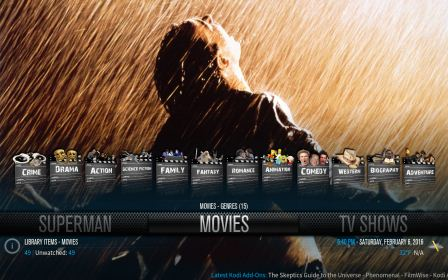 CRIME DRAMA ACTION SCIENCE FICTION FAMILY FANTASY ROMANCE ANIMATION COMEDY WESTERN BIOGRAPHY ADVENTURE
MOVIES - GENRES (15)
SUPERMAN MOVIES TV SHOWS
LIBRARY ITEMS - MOVIES
5:40 PM - SATURDAY, FEBRUARY 6, 2016
49 Unwatched: 49
32°F N/A
Latest Kodi Add-Ons: The Skeptics Guide to the Universe - Phenomenal - FilmWise - Kodi